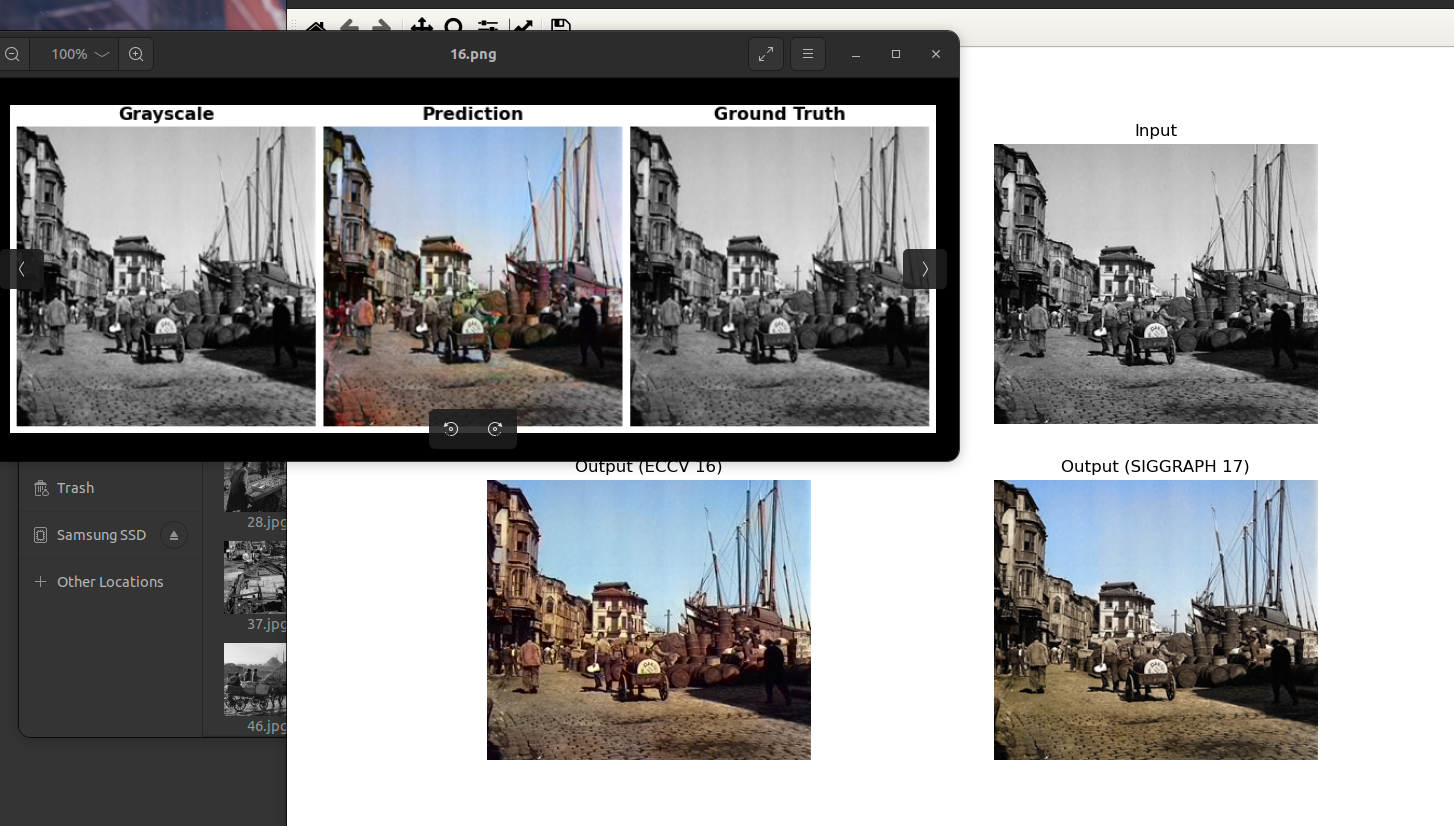 100%
16.png
Grayscale Prediction Ground Truth
Input
Output (ECCV 16) Output (SIGGRAPH 17)
Trash
Samsung SSD
Other Locations
28.jpg
37.jpg
46.jpg